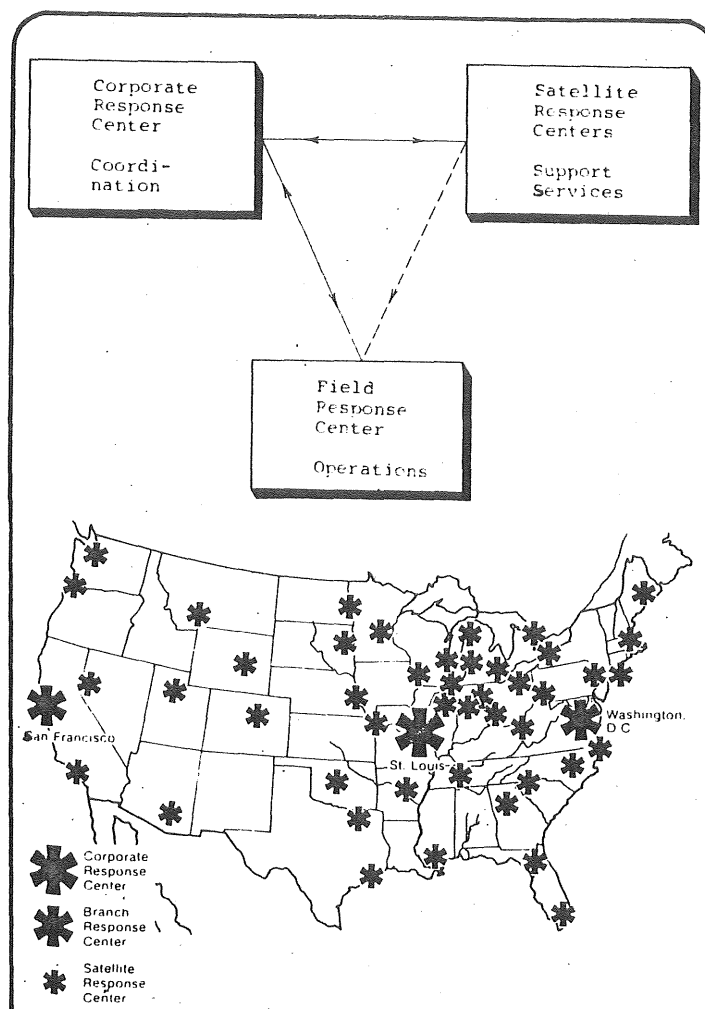 Corporate
Response
Center
Coordi-
nation
Satellite
Response
Centers
Support
Services
Field
Response
Center
Operations
San Francisco
St. Louis
Washington,
D C
Corporate
Response
Center
Branch
Response
Center
Satellite
Response
Center